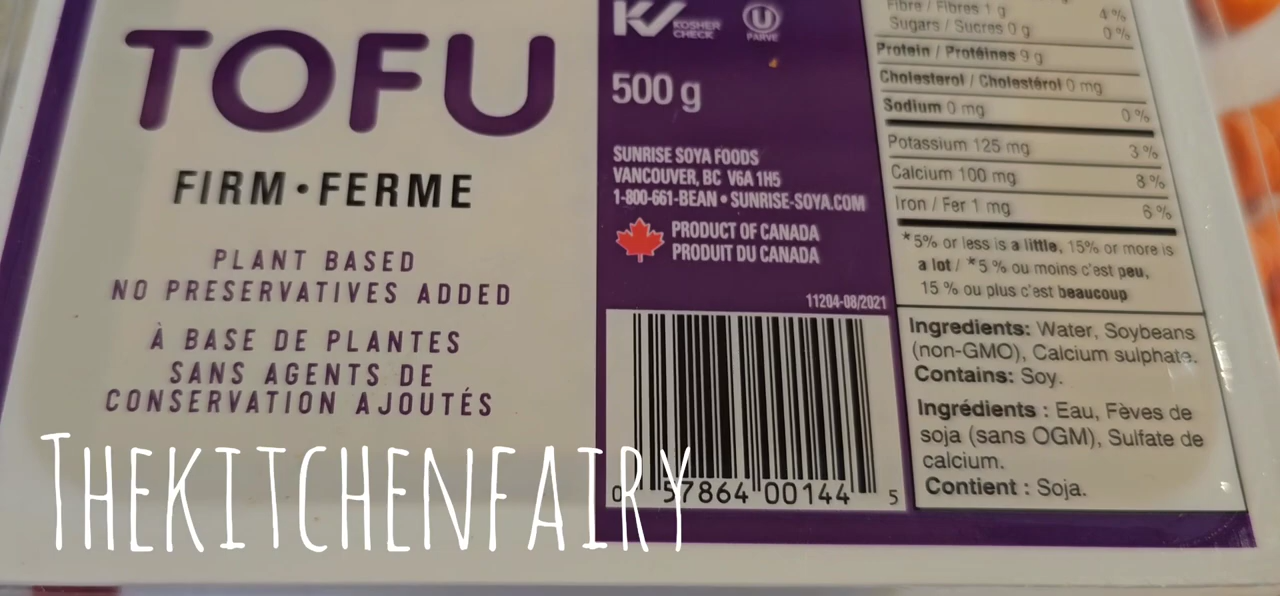 TOFU
FIRM • FERME
PLANT BASED
NO PRESERVATIVES ADDED
À BASE DE PLANTES
SANS AGENTS DE
CONSERVATION AJOUTÉS
KV KOSHER
CHECK
U
PARVE
500 g
SUNRISE SOYA FOODS
VANCOUVER, BC V6A 1H5
1-800-661-BEAN • SUNRISE-SOYA.COM
PRODUCT OF CANADA
PRODUIT DU CANADA
11204-08/2021
0 57864 00144 5
Fibre / Fibres 1 g 4 %
Sugars / Sucres 0 g 0 %
Protein / Protéines 9 g
Cholesterol / Cholestérol 0 mg
Sodium 0 mg 0 %
Potassium 125 mg 3 %
Calcium 100 mg 8 %
Iron / Fer 1 mg 6 %
*5% or less is a little, 15% or more is
a lot / *5 % ou moins c'est peu,
15 % ou plus c'est beaucoup
Ingredients: Water, Soybeans
(non-GMO), Calcium sulphate.
Contains: Soy.
Ingrédients : Eau, Fèves de
soja (sans OGM), Sulfate de
calcium.
Contient : Soja.
THEKITCHENFAIRY